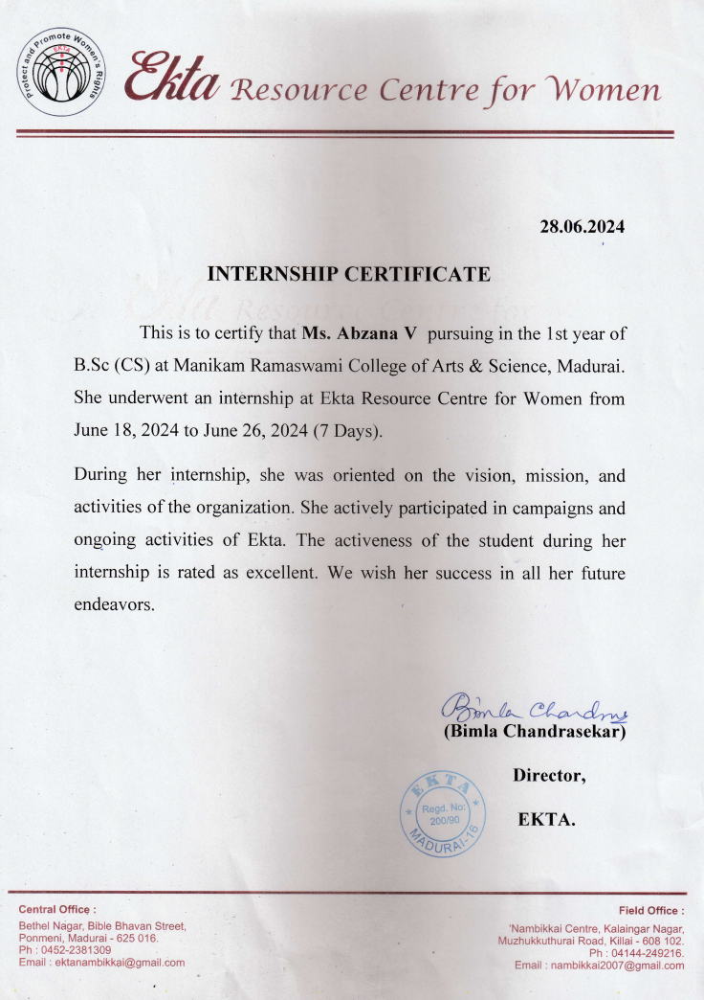 Protect and Promote Women's Rights
EKTA
Ekta Resource Centre for Women
28.06.2024
INTERNSHIP CERTIFICATE
This is to certify that Ms. Abzana V pursuing in the 1st year of
B.Sc (CS) at Manikam Ramaswami College of Arts & Science, Madurai.
She underwent an internship at Ekta Resource Centre for Women from
June 18, 2024 to June 26, 2024 (7 Days).
During her internship, she was oriented on the vision, mission, and
activities of the organization. She actively participated in campaigns and
ongoing activities of Ekta. The activeness of the student during her
internship is rated as excellent. We wish her success in all her future
endeavors.
Bimla Chandra
(Bimla Chandrasekar)
Director,
EKTA.
EKTA
Regd. No:
200/90
MADURAI-16
Central Office :
Bethel Nagar, Bible Bhavan Street,
Ponmeni, Madurai - 625 016.
Ph : 0452-2381309
Email : ektanambikkai@gmail.com
Field Office :
'Nambikkai Centre, Kalaingar Nagar,
Muzhukkuthurai Road, Killai - 608 102.
Ph : 04144-249216.
Email : nambikkai2007@gmail.com